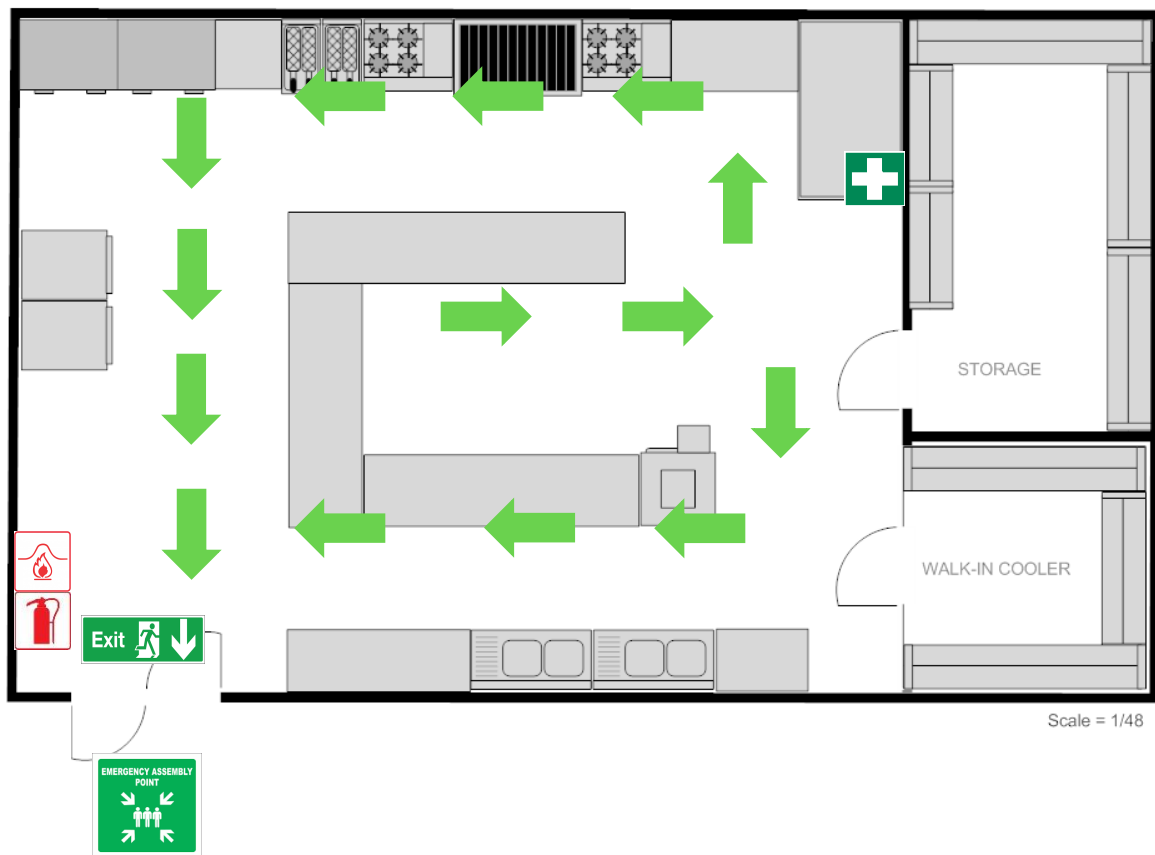 STORAGE
WALK-IN COOLER
Exit
Scale = 1/48
EMERGENCY ASSEMBLY
POINT